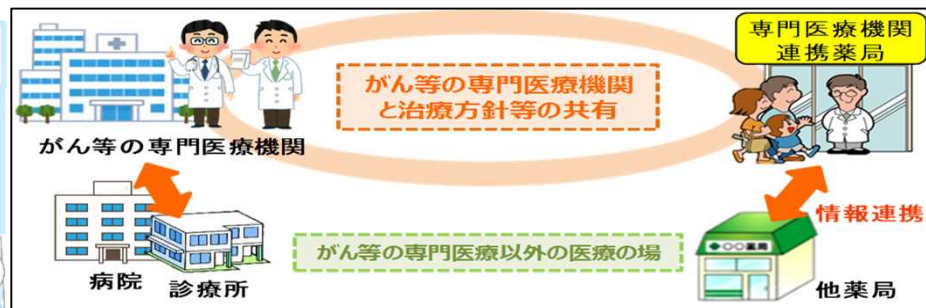 専門医療機関
連携薬局
がん等の専門医療機関
と治療方針等の共有
がん等の専門医療機関
情報連携
がん等の専門医療以外の医療の場
○○薬局
病院
診療所
他薬局